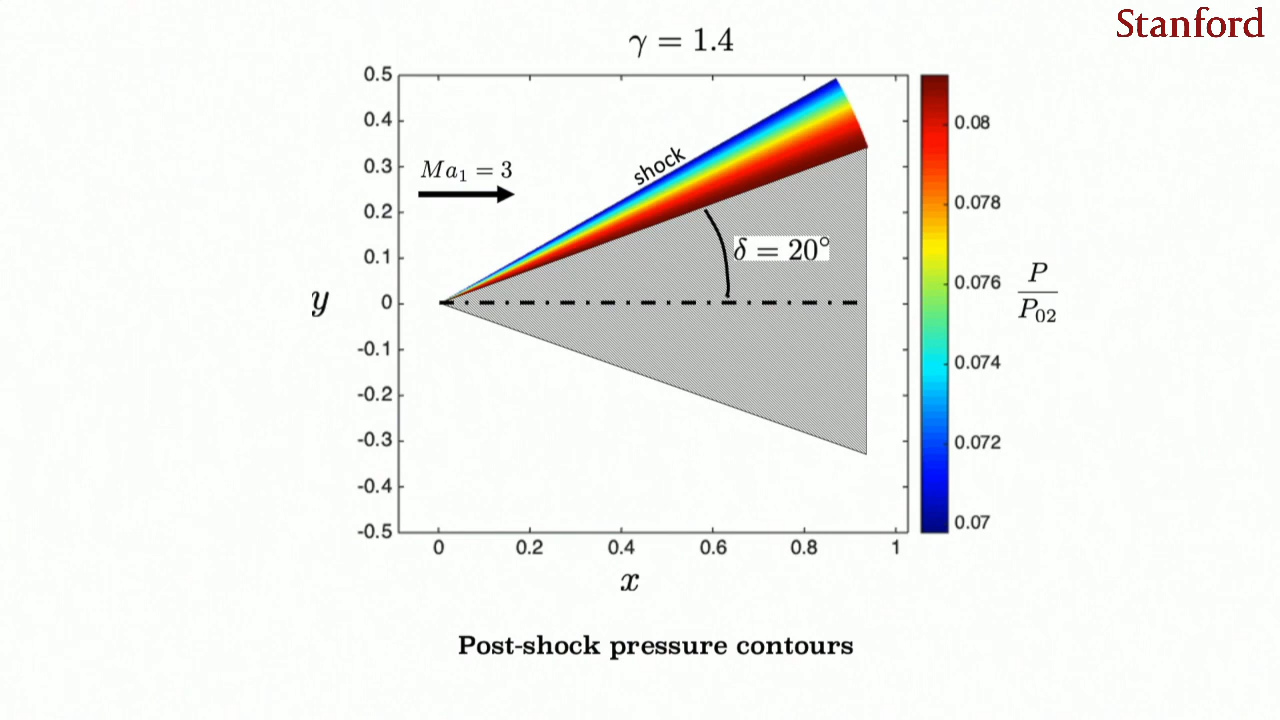 Stanford
γ = 1.4
0.5
0.4
0.3
0.2
0.1
0
-0.1
-0.2
-0.3
-0.4
-0.5
y
Ma₁ = 3
shock
δ = 20°
0
0.2
0.4
0.6
0.8
1
x
0.08
0.078
0.076
0.074
0.072
0.07
P
P₀₂
Post-shock pressure contours